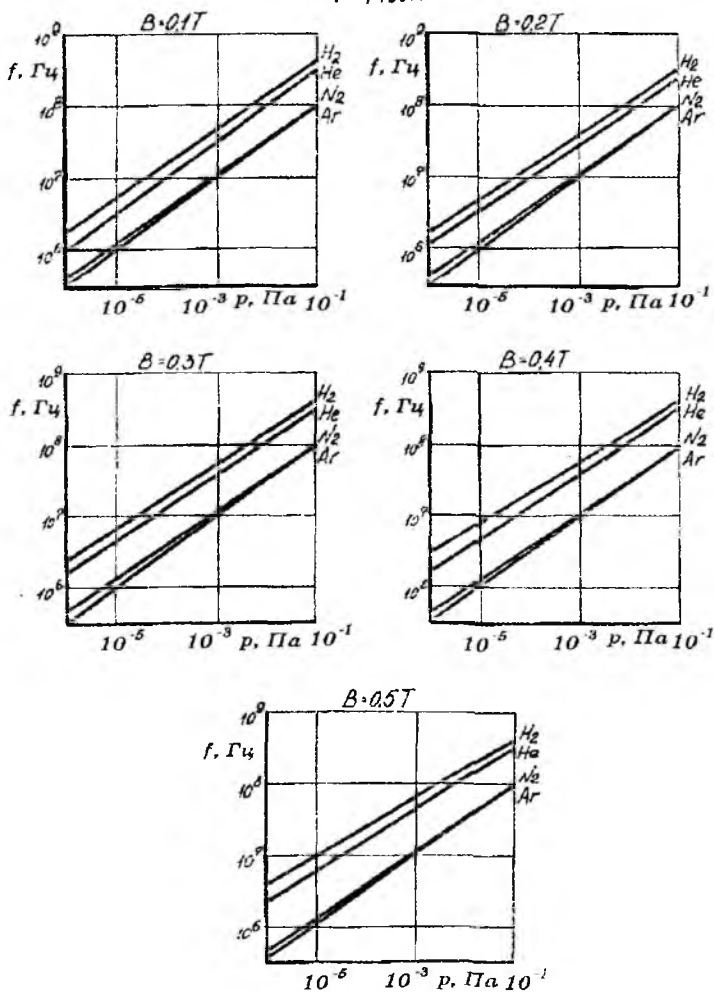 B=0,1T
10⁹
f, Гц
10⁸
10⁷
10⁶
H₂
He
N₂
Ar
10⁻⁵ 10⁻³ p, Па 10⁻¹
B=0,2T
10⁹
f, Гц
10⁸
10⁷
10⁶
H₂
He
N₂
Ar
10⁻⁵ 10⁻³ p, Па 10⁻¹
B=0,3T
10⁹
f, Гц
10⁸
10⁷
10⁶
H₂
He
N₂
Ar
10⁻⁵ 10⁻³ p, Па 10⁻¹
B=0,4T
10⁹
f, Гц
10⁸
10⁷
10⁶
H₂
He
N₂
Ar
10⁻⁵ 10⁻³ p, Па 10⁻¹
B=0,5T
10⁹
f, Гц
10⁸
10⁷
10⁶
H₂
He
N₂
Ar
10⁻⁵ 10⁻³ p, Па 10⁻¹